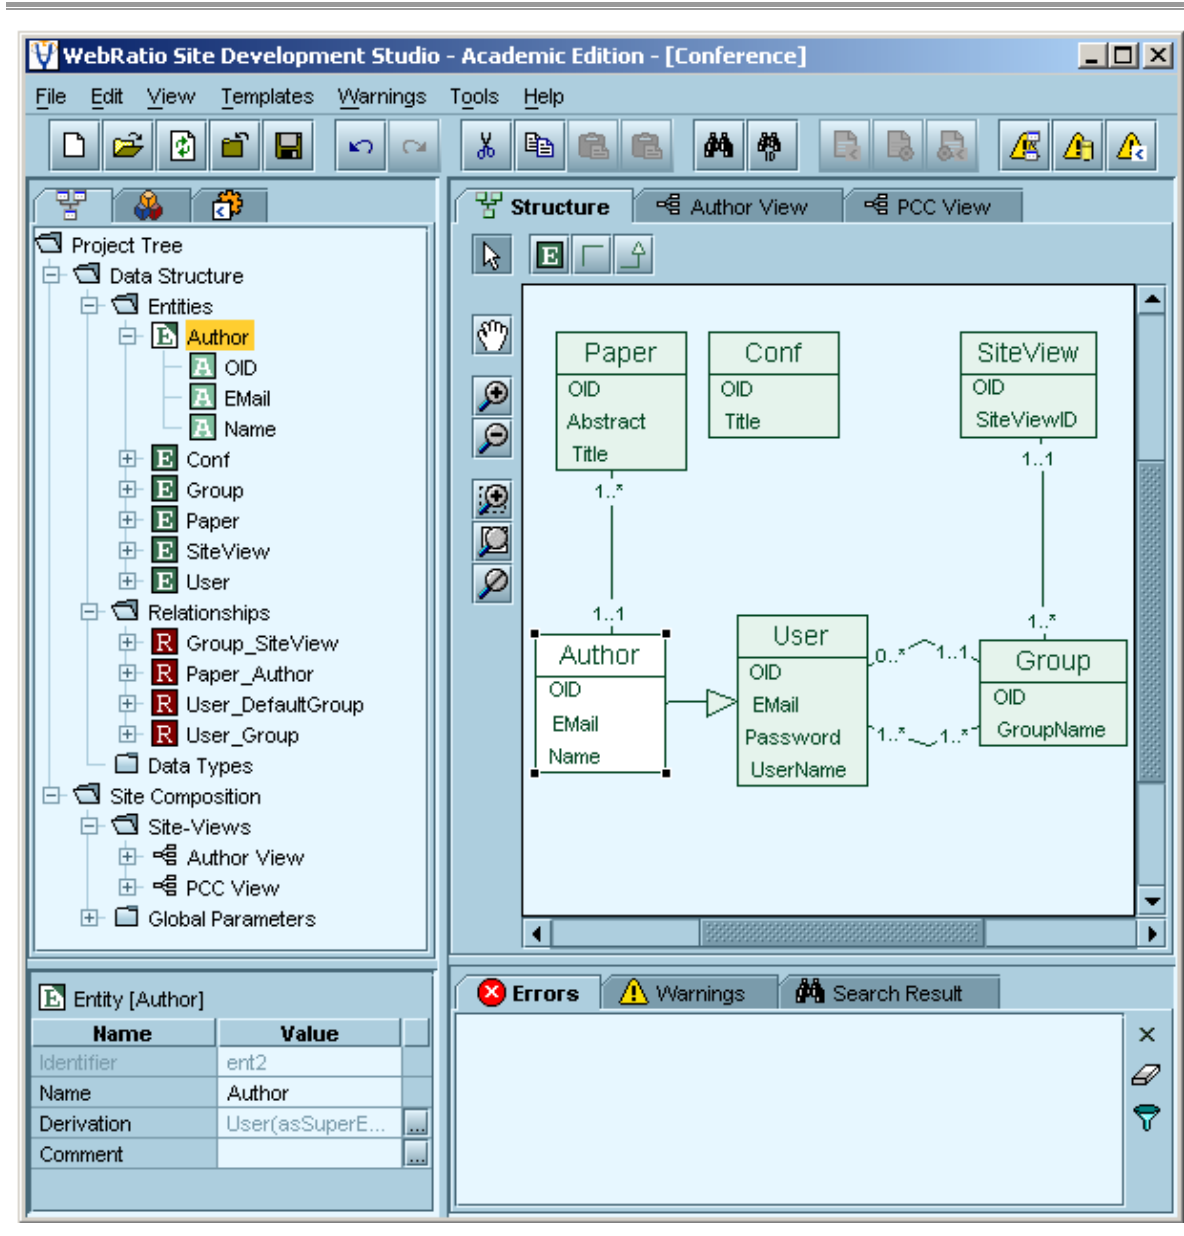 WebRatio Site Development Studio - Academic Edition - [Conference]
File Edit View Templates Warnings Tools Help
Project Tree
Data Structure
Entities
E Author
A OID
A EMail
A Name
E Conf
E Group
E Paper
E SiteView
E User
Relationships
R Group_SiteView
R Paper_Author
R User_DefaultGroup
R User_Group
Data Types
Site Composition
Site-Views
Author View
PCC View
Global Parameters
Structure Author View PCC View
E
Paper
OID
Abstract
Title
Conf
OID
Title
SiteView
OID
SiteViewID
1..*
1..1
1..1
1..*
Author
OID
EMail
Name
User
OID
EMail
Password
UserName
0..* 1..1
1..* 1..*
Group
OID
GroupName
E Entity [Author]
Name Value
Identifier ent2
Name Author
Derivation User(asSuperE... ...
Comment ...
Errors Warnings Search Result